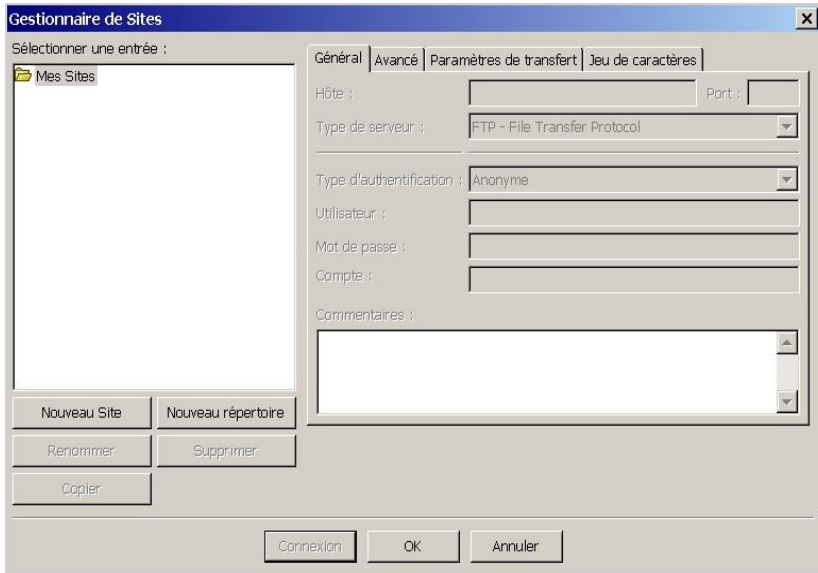 Gestionnaire de Sites
Sélectionner une entrée :
Mes Sites
Nouveau Site
Nouveau répertoire
Renommer
Supprimer
Copier
Général
Avancé
Paramètres de transfert
Jeu de caractères
Hôte :
Port :
Type de serveur :
FTP - File Transfer Protocol
Type d'authentification :
Anonyme
Utilisateur :
Mot de passe :
Compte :
Commentaires :
Connexion
OK
Annuler